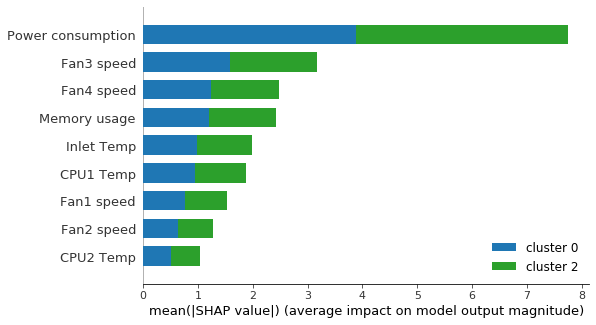 Power consumption
Fan3 speed
Fan4 speed
Memory usage
Inlet Temp
CPU1 Temp
Fan1 speed
Fan2 speed
CPU2 Temp
cluster 0
cluster 2
0 1 2 3 4 5 6 7 8
mean(|SHAP value|) (average impact on model output magnitude)